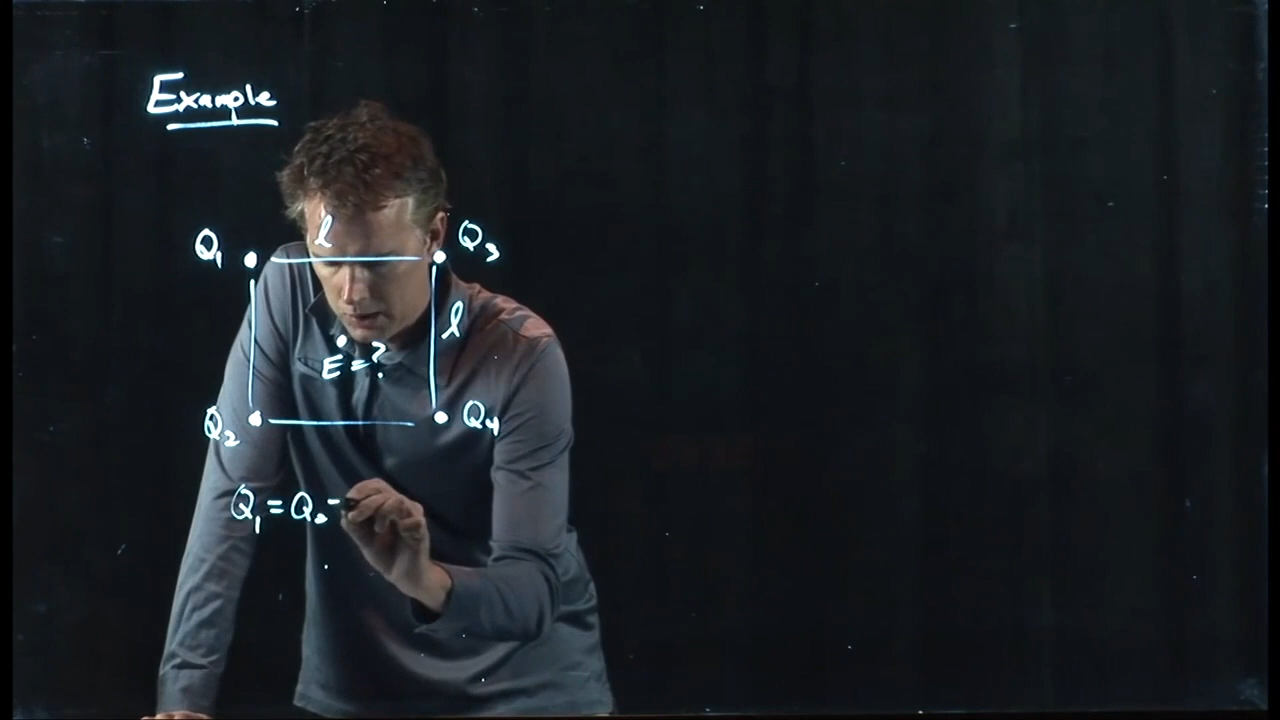 Example
Q₁ l Q₃
l
E = ?
Q₂ Q₄
Q₁ = Q₂